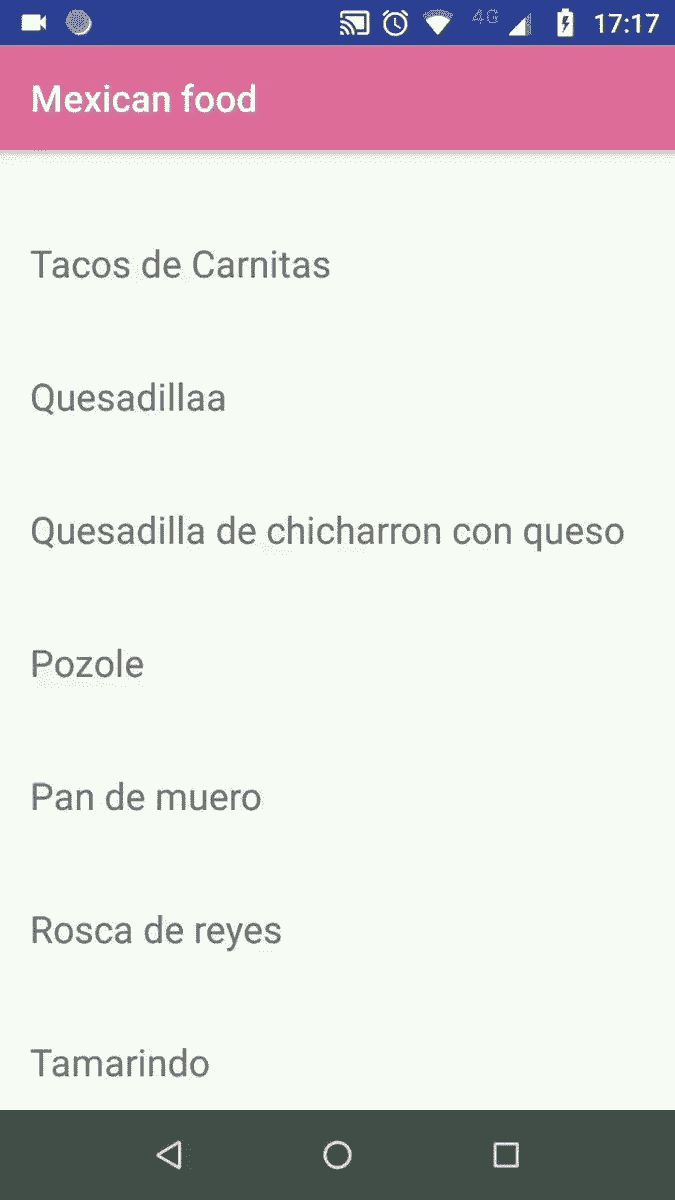 4G 17:17
Mexican food
Tacos de Carnitas
Quesadillaa
Quesadilla de chicharron con queso
Pozole
Pan de muero
Rosca de reyes
Tamarindo